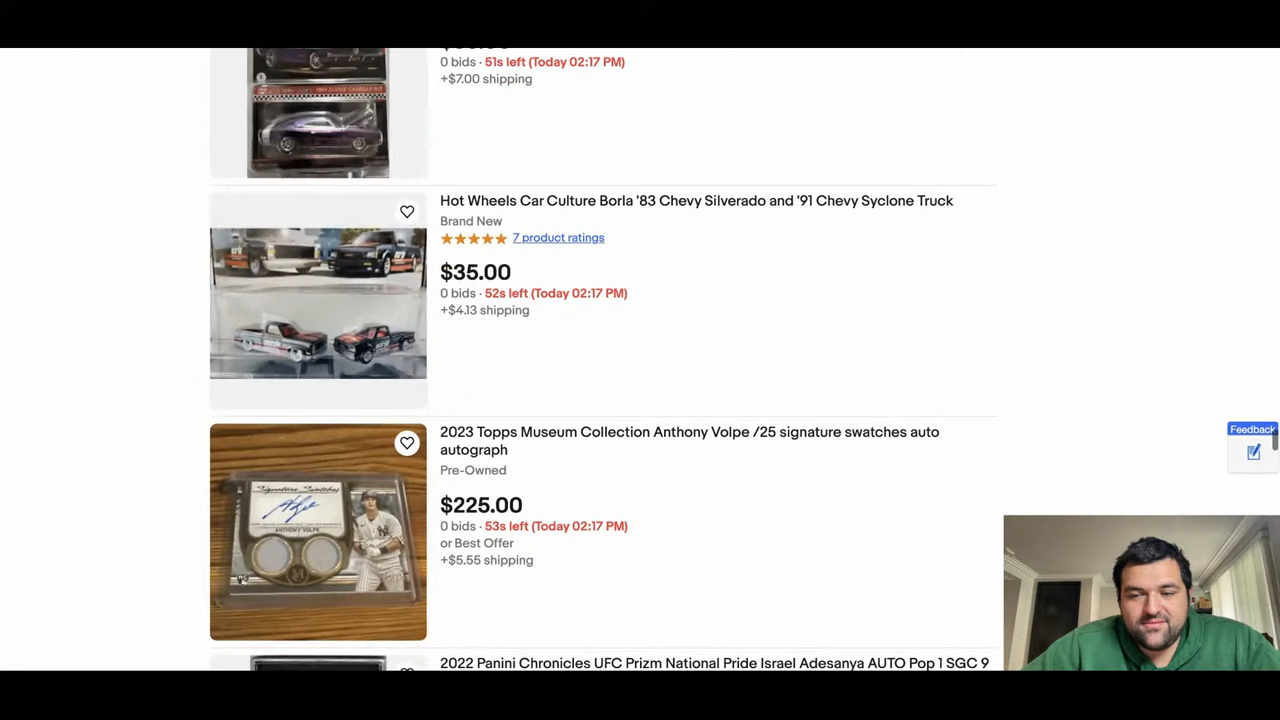 0 bids · 51s left (Today 02:17 PM)
+$7.00 shipping
Hot Wheels Car Culture Borla '83 Chevy Silverado and '91 Chevy Syclone Truck
Brand New
7 product ratings
$35.00
0 bids · 52s left (Today 02:17 PM)
+$4.13 shipping
2023 Topps Museum Collection Anthony Volpe /25 signature swatches auto
autograph
Pre-Owned
$225.00
0 bids · 53s left (Today 02:17 PM)
or Best Offer
+$5.55 shipping
Signature Swatches
ANTHONY VOLPE
Feedback
2022 Panini Chronicles UFC Prizm National Pride Israel Adesanya AUTO Pop 1 SGC 9